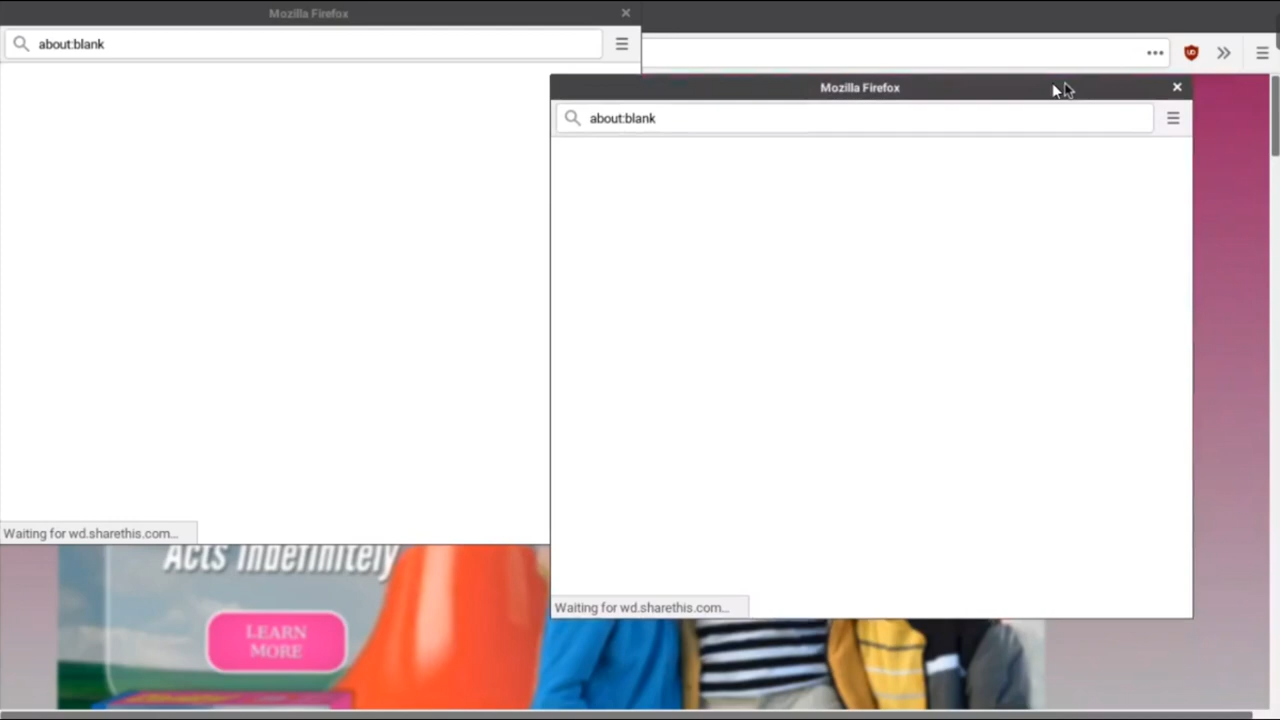 Mozilla Firefox
about:blank
Mozilla Firefox
about:blank
Waiting for wd.sharethis.com...
Acts Indefinitely
LEARN
MORE
Waiting for wd.sharethis.com...